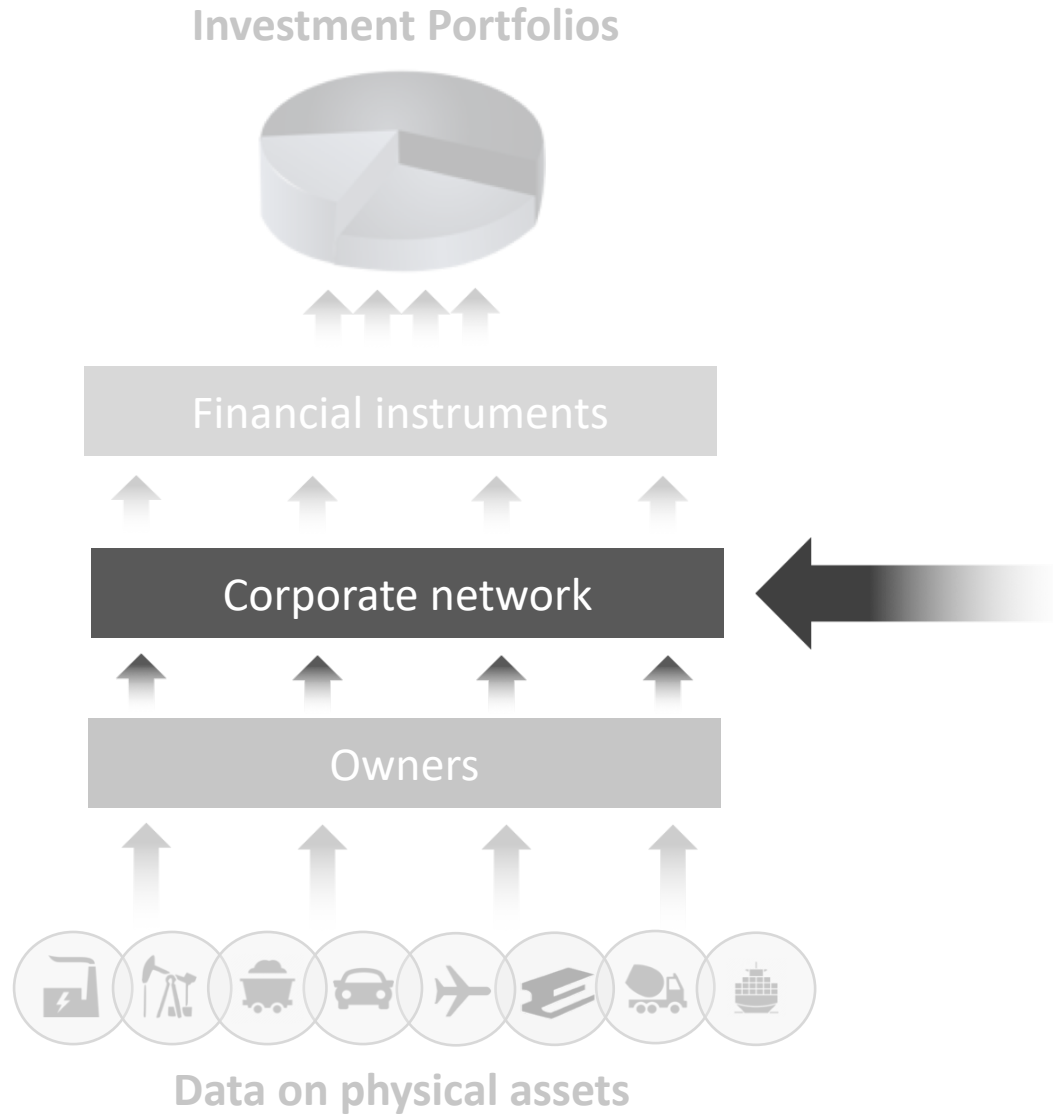 Investment Portfolios
Financial instruments
Corporate network
Owners
Data on physical assets